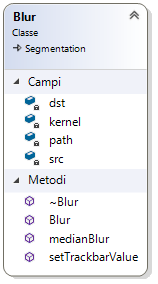 Blur
Classe
Segmentation
Campi
dst
kernel
path
src
Metodi
~Blur
Blur
medianBlur
setTrackbarValue